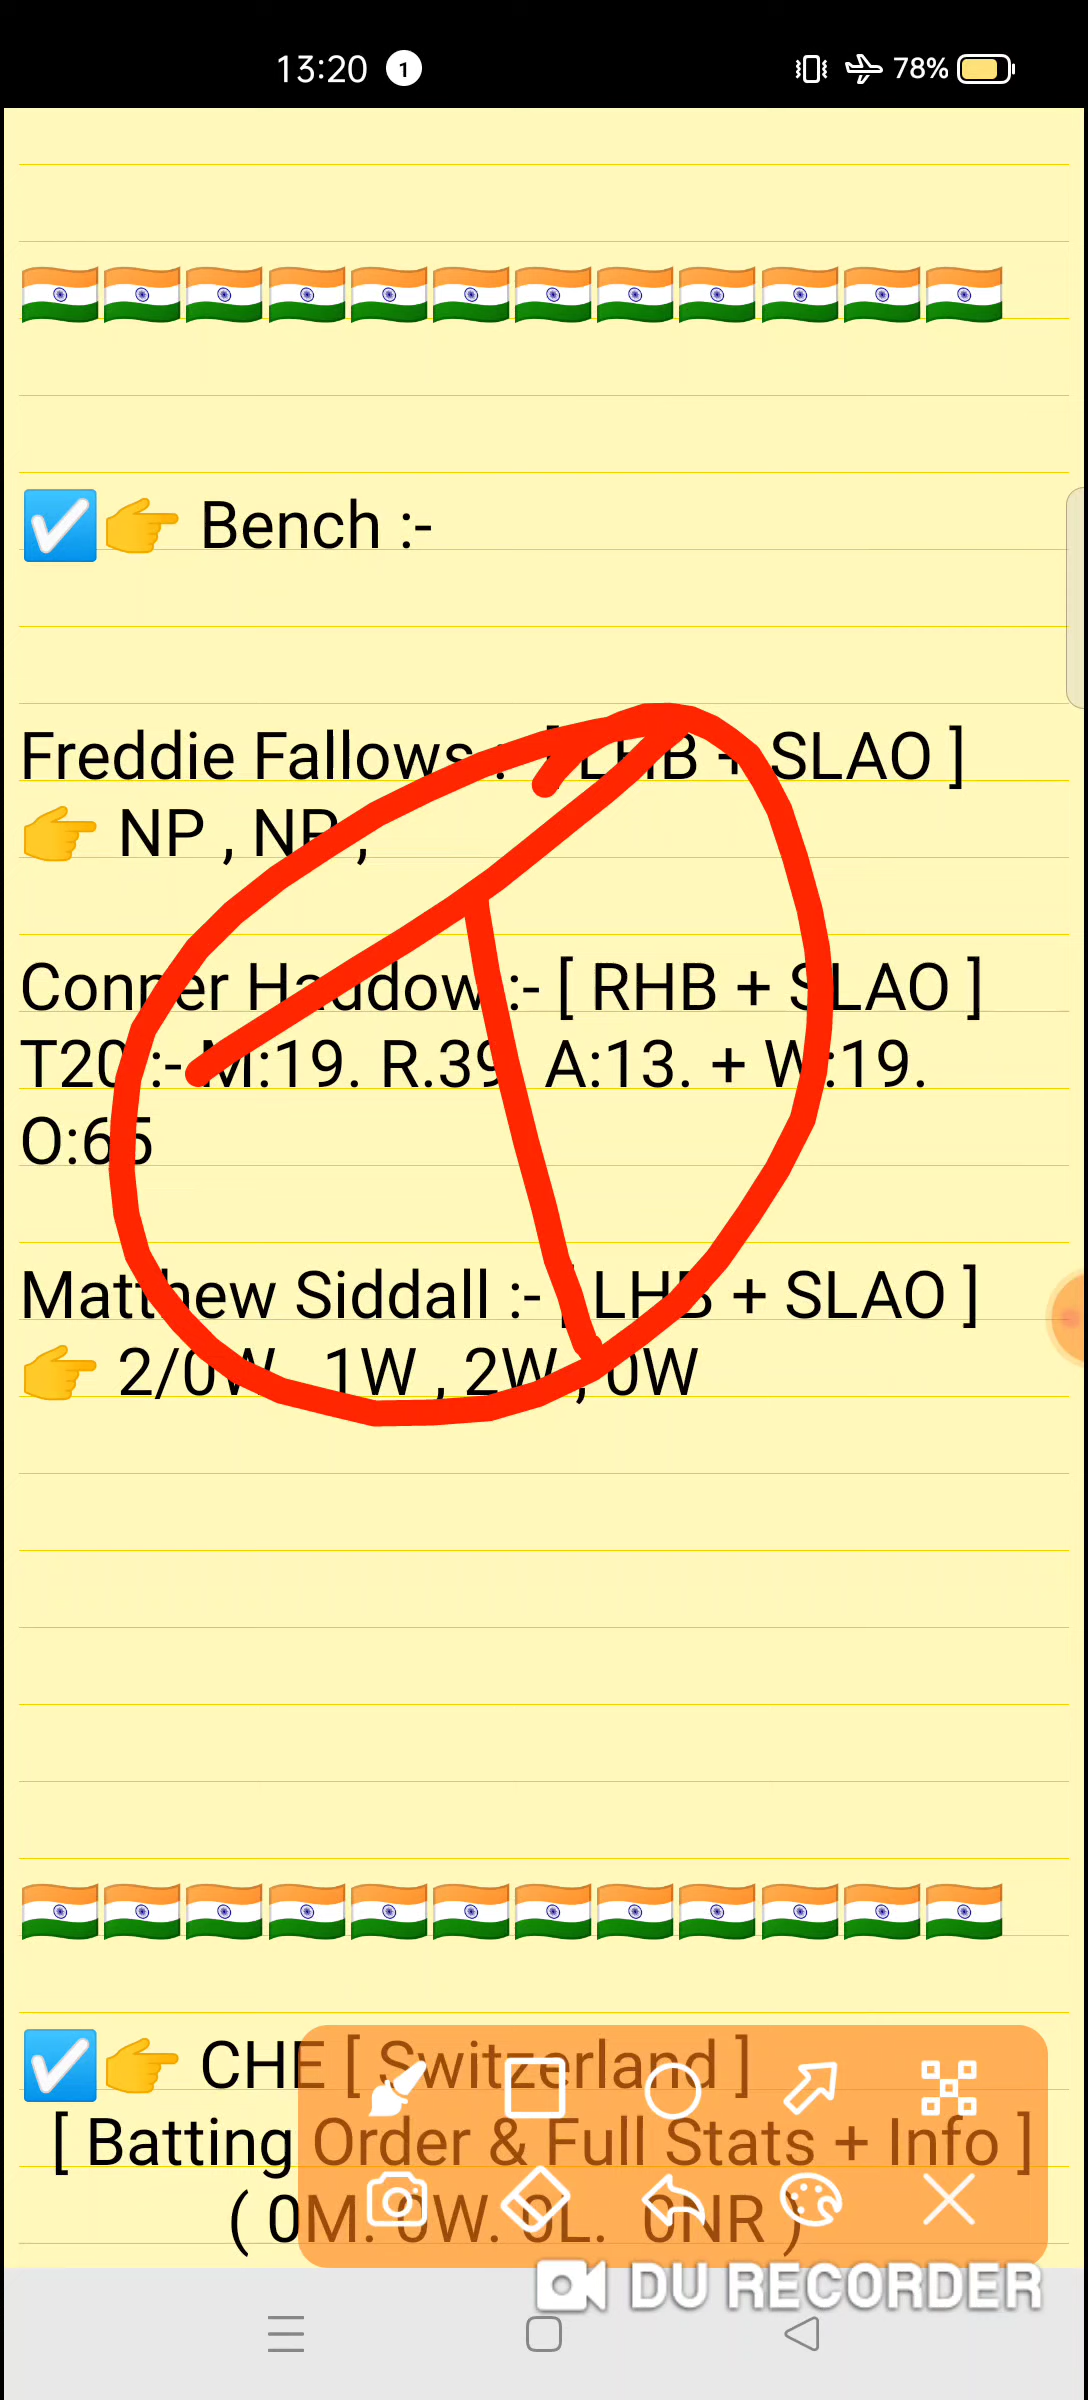 13:20 1 78%
☑👉 Bench :-
Freddie Fallows :- [ LHB + SLAO ]
👉 NP , NP ,
Conner Haddow :- [ RHB + SLAO ]
T20 :- M:19. R.39. A:13. + W:19.
O:65
Matthew Siddall :- [ LHB + SLAO ]
👉 2/0W , 1W , 2W , 0W
☑👉 CHE [ Switzerland ]
[ Batting Order & Full Stats + Info ]
( 0M. 0W. 0L. 0NR )
DU RECORDER